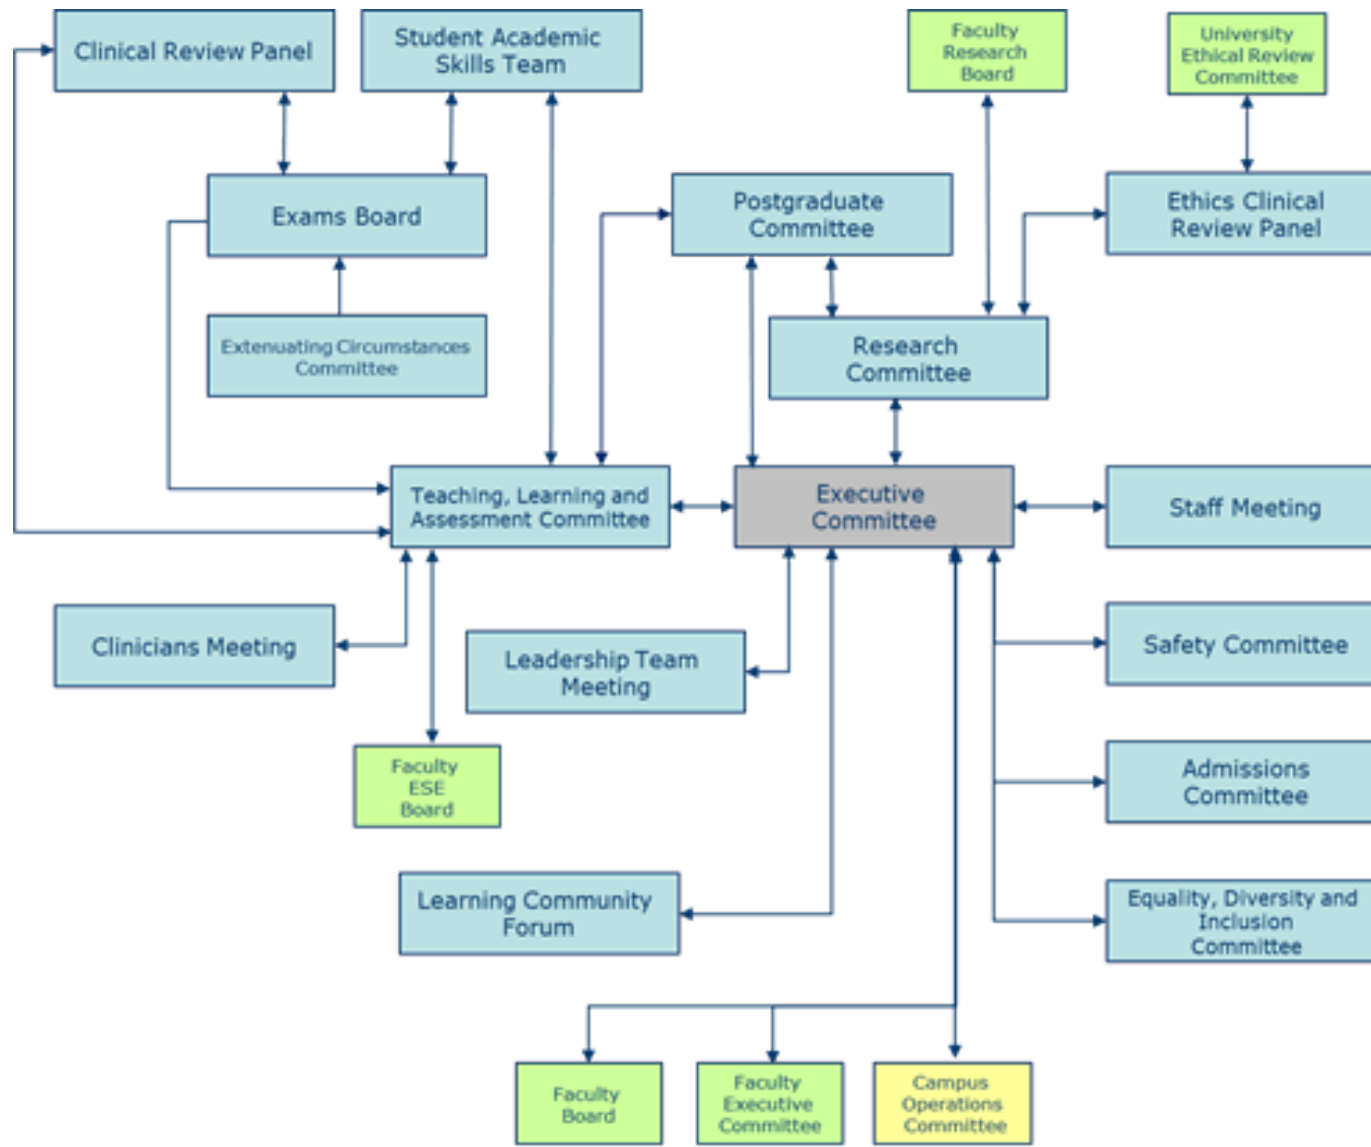 Clinical Review Panel
Student Academic
Skills Team
Faculty
Research
Board
University
Ethical Review
Committee
Exams Board
Postgraduate
Committee
Ethics Clinical
Review Panel
Extenuating Circumstances
Committee
Research
Committee
Teaching, Learning and
Assessment Committee
Executive
Committee
Staff Meeting
Clinicians Meeting
Leadership Team
Meeting
Safety Committee
Faculty
ESE
Board
Admissions
Committee
Learning Community
Forum
Equality, Diversity and
Inclusion
Committee
Faculty
Board
Faculty
Executive
Committee
Campus
Operations
Committee